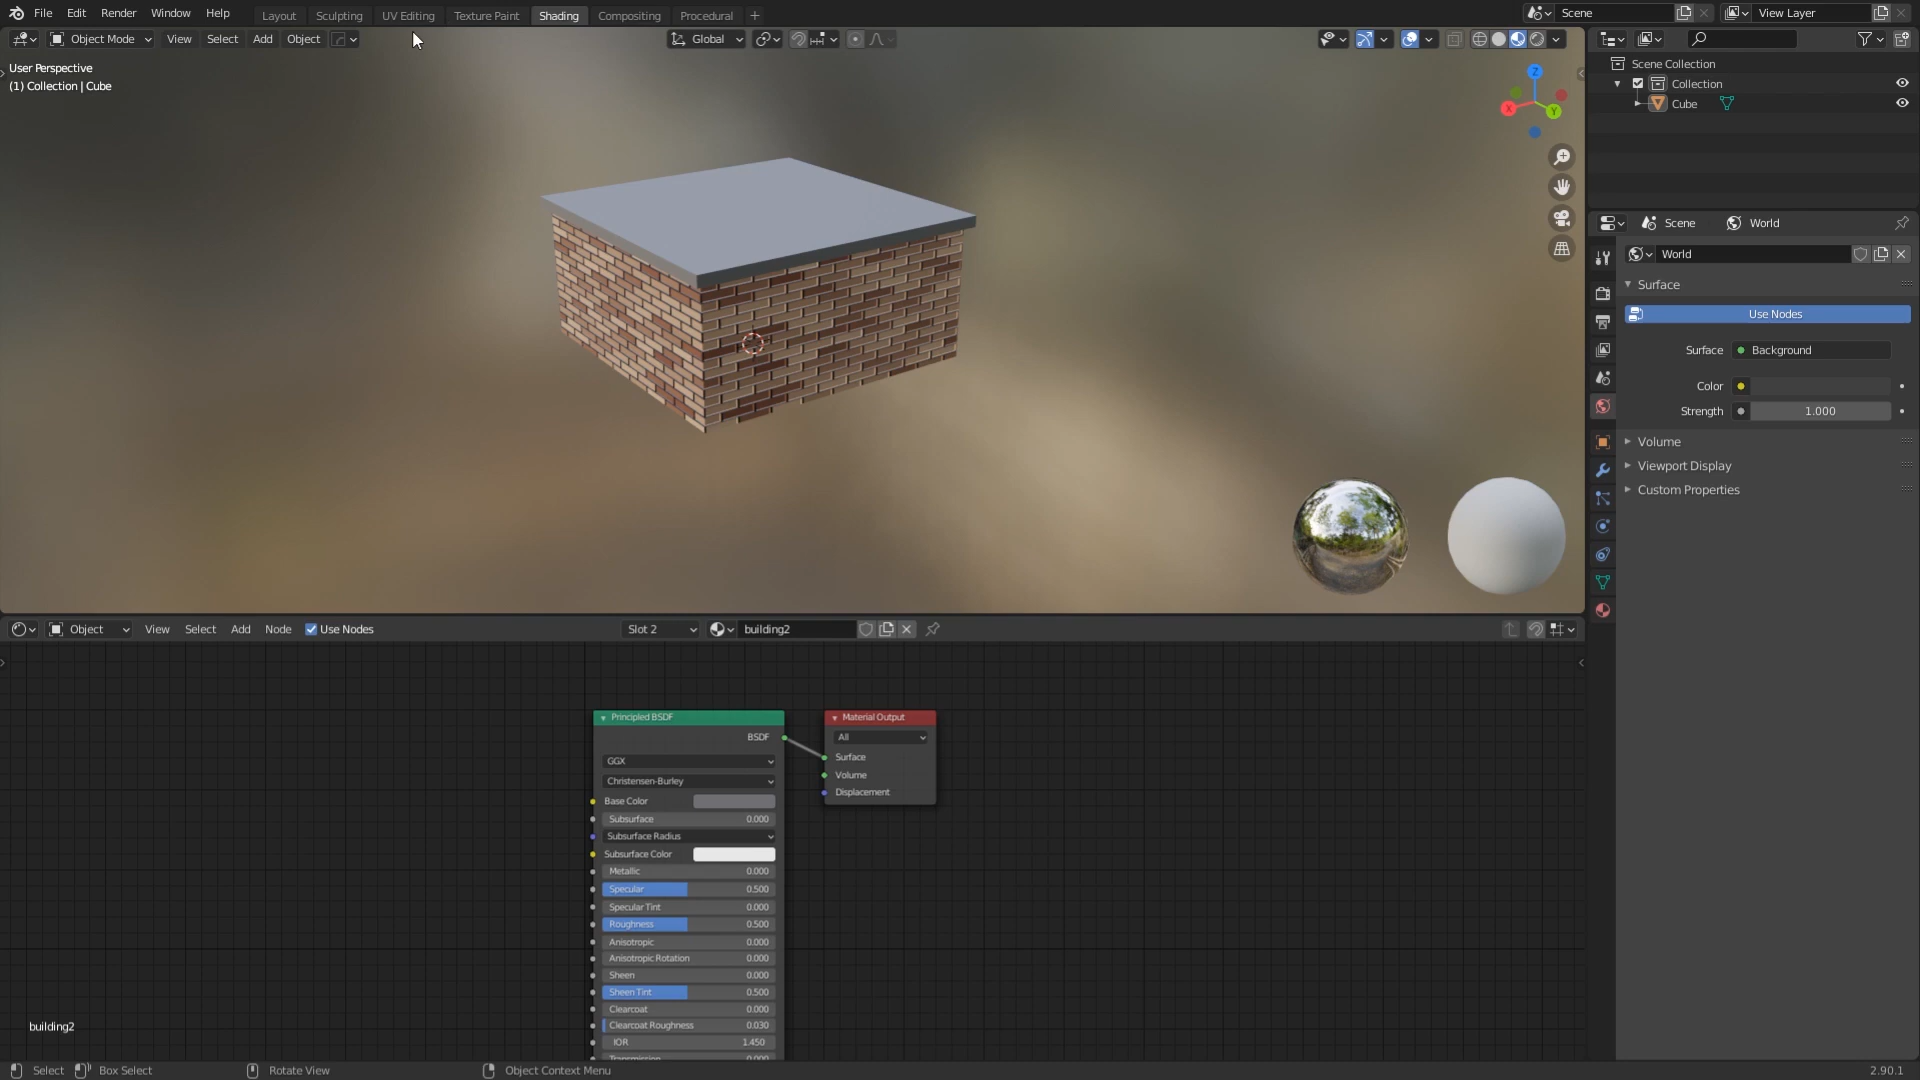 File Edit Render Window Help Layout Sculpting UV Editing Texture Paint Shading Compositing Procedural + Scene View Layer
Object Mode View Select Add Object Global
User Perspective
(1) Collection | Cube
Z
X
Y
Scene Collection
Collection
Cube
Scene World
World
Surface
Use Nodes
Surface Background
Color
Strength 1.000
Volume
Viewport Display
Custom Properties
Object View Select Add Node Use Nodes Slot 2 building2
Principled BSDF
BSDF
GGX
Christensen-Burley
Base Color
Subsurface 0.000
Subsurface Radius
Subsurface Color
Metallic 0.000
Specular 0.500
Specular Tint 0.000
Roughness 0.500
Anisotropic 0.000
Anisotropic Rotation 0.000
Sheen 0.000
Sheen Tint 0.500
Clearcoat 0.000
Clearcoat Roughness 0.030
IOR 1.450
Transmission 0.000
Material Output
All
Surface
Volume
Displacement
building2
Select Box Select Rotate View Object Context Menu 2.90.1